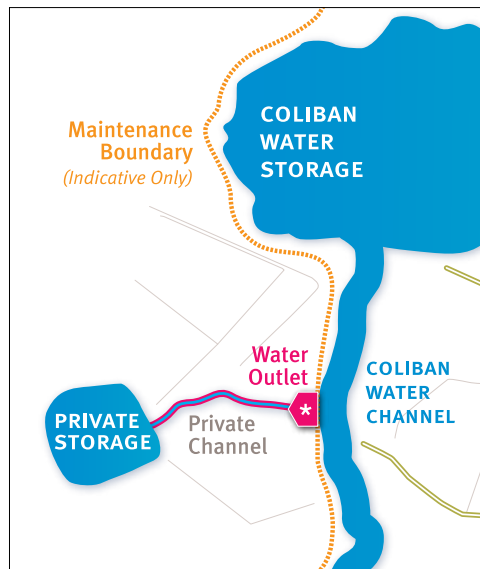 COLIBAN
WATER
STORAGE
Maintenance
Boundary
(Indicative Only)
Water
Outlet
*
COLIBAN
WATER
CHANNEL
PRIVATE
STORAGE
Private
Channel